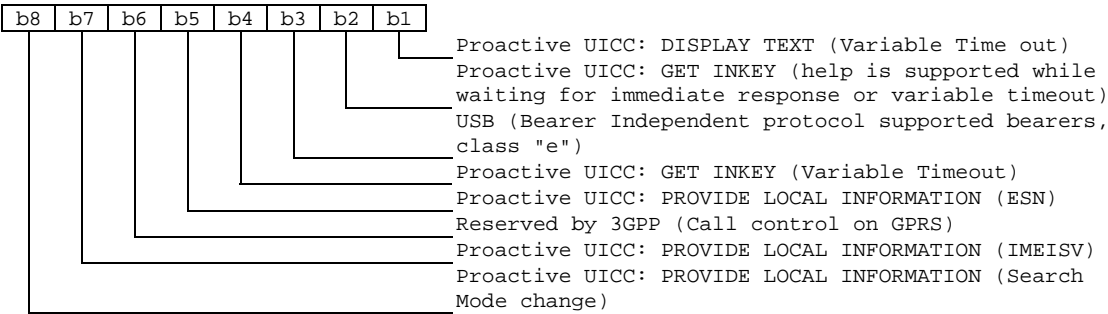 b8 b7 b6 b5 b4 b3 b2 b1
Proactive UICC: DISPLAY TEXT (Variable Time out)
Proactive UICC: GET INKEY (help is supported while
waiting for immediate response or variable timeout)
USB (Bearer Independent protocol supported bearers,
class "e")
Proactive UICC: GET INKEY (Variable Timeout)
Proactive UICC: PROVIDE LOCAL INFORMATION (ESN)
Reserved by 3GPP (Call control on GPRS)
Proactive UICC: PROVIDE LOCAL INFORMATION (IMEISV)
Proactive UICC: PROVIDE LOCAL INFORMATION (Search
Mode change)